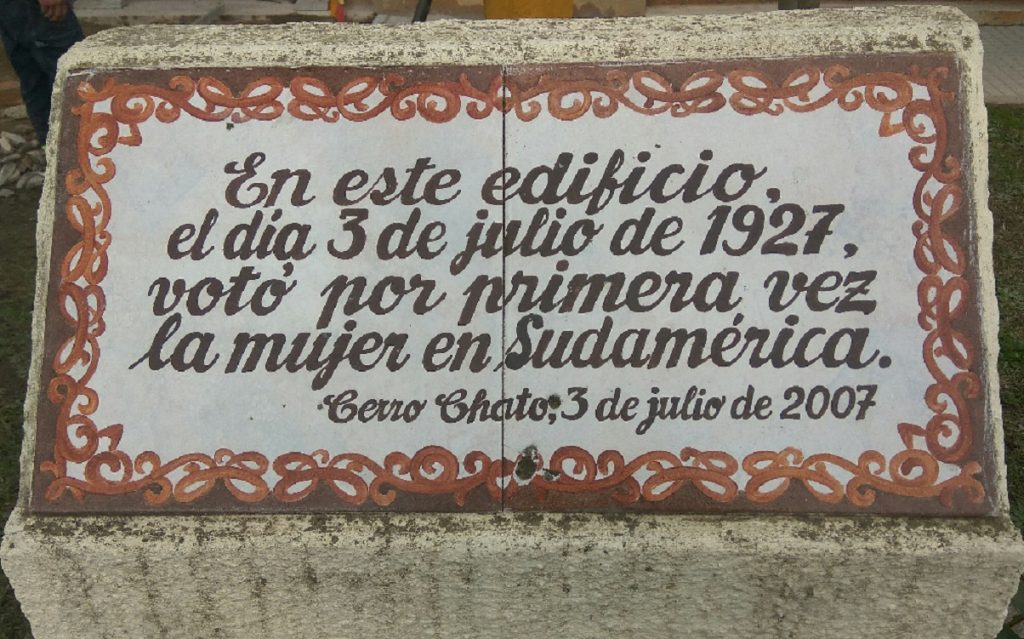 En este edificio,
el día 3 de julio de 1927,
votó por primera vez
la mujer en Sudamérica.
Cerro Chato, 3 de julio de 2007